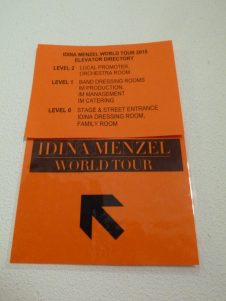 IDINA MENZEL WORLD TOUR 2015
ELEVATOR DIRECTORY
LEVEL 2 LOCAL PROMOTER,
ORCHESTRA ROOM
LEVEL 1 BAND DRESSING ROOMS
IM PRODUCTION,
IM MANAGEMENT
IM CATERING
LEVEL 0 STAGE & STREET ENTRANCE
IDINA DRESSING ROOM,
FAMILY ROOM
IDINA MENZEL
WORLD TOUR